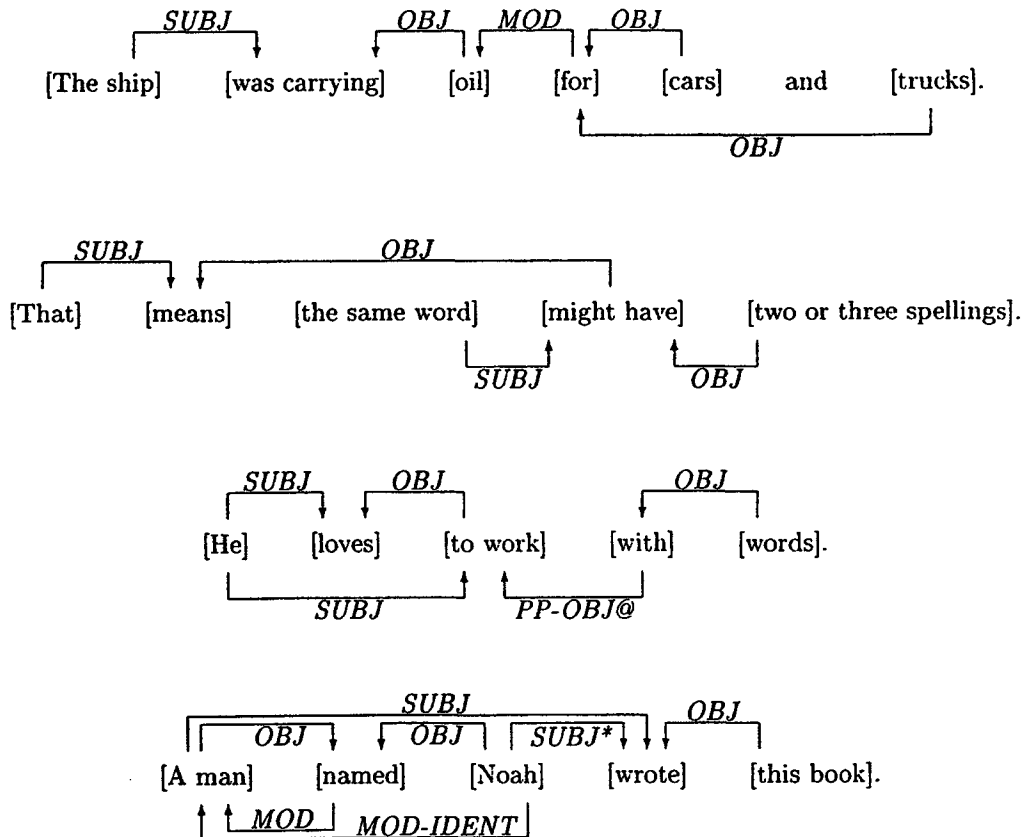 SUBJ OBJ MOD OBJ
[The ship] [was carrying] [oil] [for] [cars] and [trucks].
OBJ
SUBJ OBJ
[That] [means] [the same word] [might have] [two or three spellings].
SUBJ OBJ
SUBJ OBJ OBJ
[He] [loves] [to work] [with] [words].
SUBJ PP-OBJ@
SUBJ OBJ
OBJ OBJ SUBJ*
[A man] [named] [Noah] [wrote] [this book].
MOD MOD-IDENT